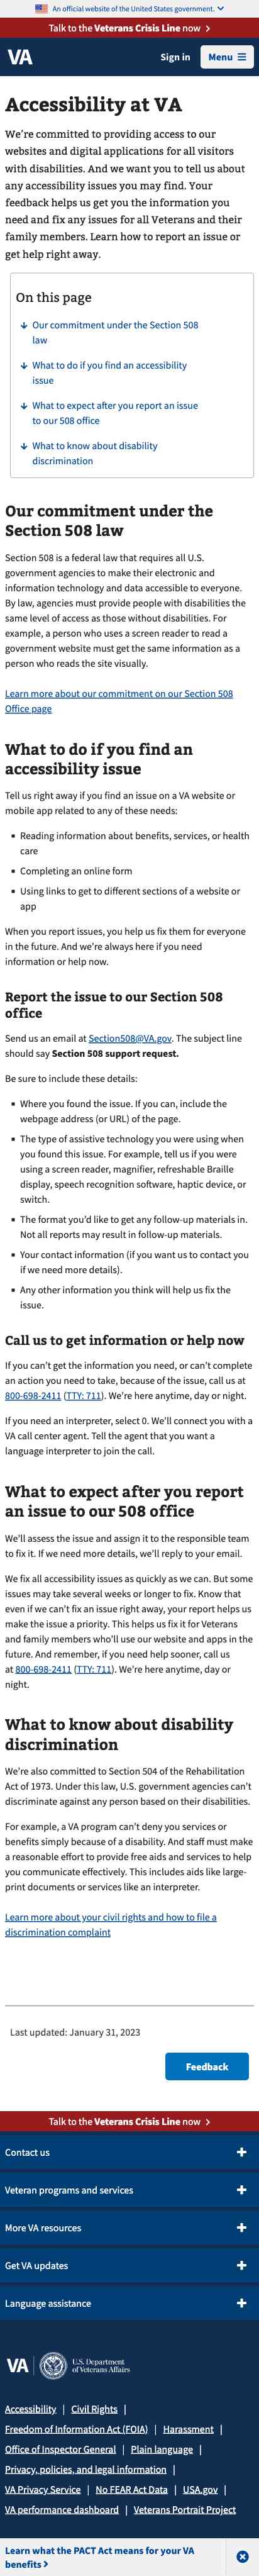 An official website of the United States government.
Talk to the Veterans Crisis Line now
VA
Sign in
Menu
Accessibility at VA
We’re committed to providing access to our
websites and digital applications for all visitors
with disabilities. And we want you to tell us about
any accessibility issues you may find. Your
feedback helps us get you the information you
need and fix any issues for all Veterans and their
family members. Learn how to report an issue or
get help right away.
On this page
Our commitment under the Section 508
law
What to do if you find an accessibility
issue
What to expect after you report an issue
to our 508 office
What to know about disability
discrimination
Our commitment under the
Section 508 law
Section 508 is a federal law that requires all U.S.
government agencies to make their electronic and
information technology and data accessible to everyone.
By law, agencies must provide people with disabilities the
same level of access as those without disabilities. For
example, a person who uses a screen reader to read a
government website must get the same information as a
person who reads the site visually.
Learn more about our commitment on our Section 508
Office page
What to do if you find an
accessibility issue
Tell us right away if you find an issue on a VA website or
mobile app related to any of these needs:
Reading information about benefits, services, or health
care
Completing an online form
Using links to get to different sections of a website or
app
When you report issues, you help us fix them for everyone
in the future. And we’re always here if you need
information or help now.
Report the issue to our Section 508
office
Send us an email at Section508@VA.gov. The subject line
should say Section 508 support request.
Be sure to include these details:
Where you found the issue. If you can, include the
webpage address (or URL) of the page.
The type of assistive technology you were using when
you found this issue. For example, tell us if you were
using a screen reader, magnifier, refreshable Braille
display, speech recognition software, haptic device, or
switch.
The format you’d like to get any follow-up materials in.
Not all reports may result in follow-up materials.
Your contact information (if you want us to contact you
if we need more details).
Any other information you think will help us fix the
issue.
Call us to get information or help now
If you can’t get the information you need, or can’t complete
an action you need to take, because of the issue, call us at
800-698-2411 (TTY: 711). We’re here anytime, day or night.
If you need an interpreter, select 0. We’ll connect you with a
VA call center agent. Tell the agent that you want a
language interpreter to join the call.
What to expect after you report
an issue to our 508 office
We’ll assess the issue and assign it to the responsible team
to fix it. If we need more details, we’ll reply to your email.
We fix all accessibility issues as quickly as we can. But some
issues may take several weeks or longer to fix. Know that
even if we can’t fix an issue right away, your report helps us
make the issue a priority. This helps us fix it for Veterans
and family members who’ll use our website and apps in the
future. And remember, if you need help sooner, call us
at 800-698-2411 (TTY: 711). We’re here anytime, day or
night.
What to know about disability
discrimination
We’re also committed to Section 504 of the Rehabilitation
Act of 1973. Under this law, U.S. government agencies can’t
discriminate against any person based on their disabilities.
For example, a VA program can’t deny you services or
benefits simply because of a disability. And staff must make
a reasonable effort to provide free aids and services to help
you communicate effectively. This includes aids like large-
print documents or services like an interpreter.
Learn more about your civil rights and how to file a
discrimination complaint
Last updated: January 31, 2023
Feedback
Talk to the Veterans Crisis Line now
Contact us
Veteran programs and services
More VA resources
Get VA updates
Language assistance
VA U.S. Department
of Veterans Affairs
Accessibility | Civil Rights |
Freedom of Information Act (FOIA) | Harassment |
Office of Inspector General | Plain language |
Privacy, policies, and legal information |
VA Privacy Service | No FEAR Act Data | USA.gov |
VA performance dashboard | Veterans Portrait Project
Learn what the PACT Act means for your VA
benefits